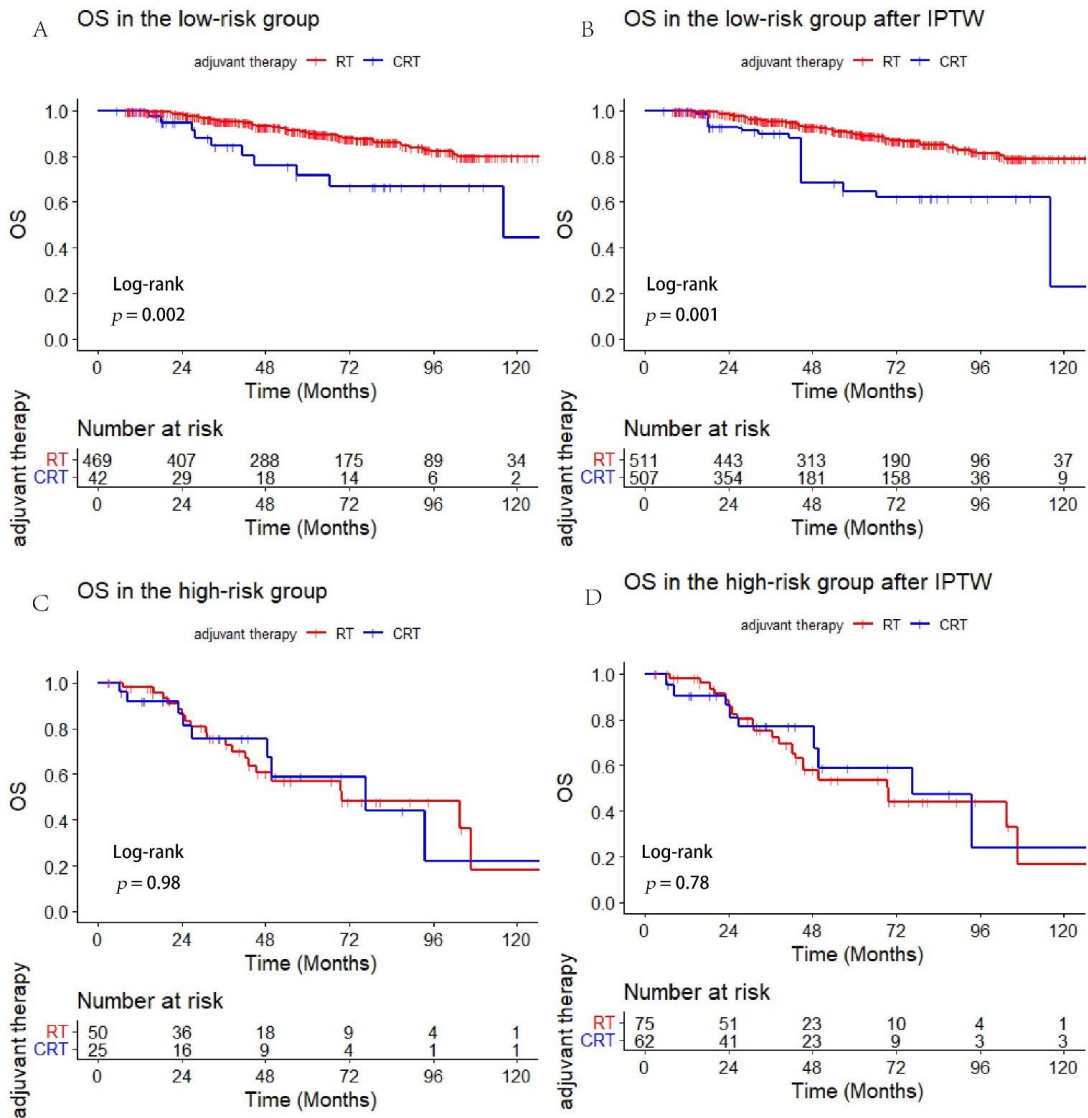 A OS in the low-risk group
adjuvant therapy RT CRT
1.0
0.8
0.6
0.4
0.2
0.0
OS
Log-rank
p = 0.002
0 24 48 72 96 120
Time (Months)
adjuvant therapy
Number at risk
RT 469 407 288 175 89 34
CRT 42 29 18 14 6 2
0 24 48 72 96 120
Time (Months)
B OS in the low-risk group after IPTW
adjuvant therapy RT CRT
1.0
0.8
0.6
0.4
0.2
0.0
OS
Log-rank
p = 0.001
0 24 48 72 96 120
Time (Months)
adjuvant therapy
Number at risk
RT 511 443 313 190 96 37
CRT 507 354 181 158 36 9
0 24 48 72 96 120
Time (Months)
C OS in the high-risk group
adjuvant therapy RT CRT
1.0
0.8
0.6
0.4
0.2
0.0
OS
Log-rank
p = 0.98
0 24 48 72 96 120
Time (Months)
adjuvant therapy
Number at risk
RT 50 36 18 9 4 1
CRT 25 16 9 4 1 1
0 24 48 72 96 120
Time (Months)
D OS in the high-risk group after IPTW
adjuvant therapy RT CRT
1.0
0.8
0.6
0.4
0.2
0.0
OS
Log-rank
p = 0.78
0 24 48 72 96 120
Time (Months)
adjuvant therapy
Number at risk
RT 75 51 23 10 4 1
CRT 62 41 23 9 3 3
0 24 48 72 96 120
Time (Months)